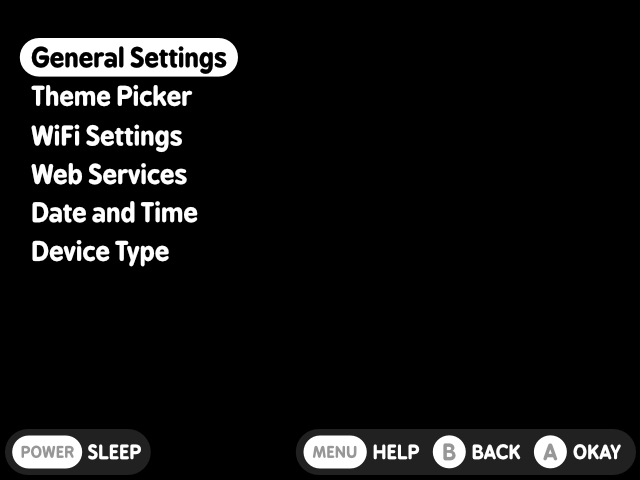 General Settings
Theme Picker
WiFi Settings
Web Services
Date and Time
Device Type
POWER SLEEP MENU HELP B BACK A OKAY